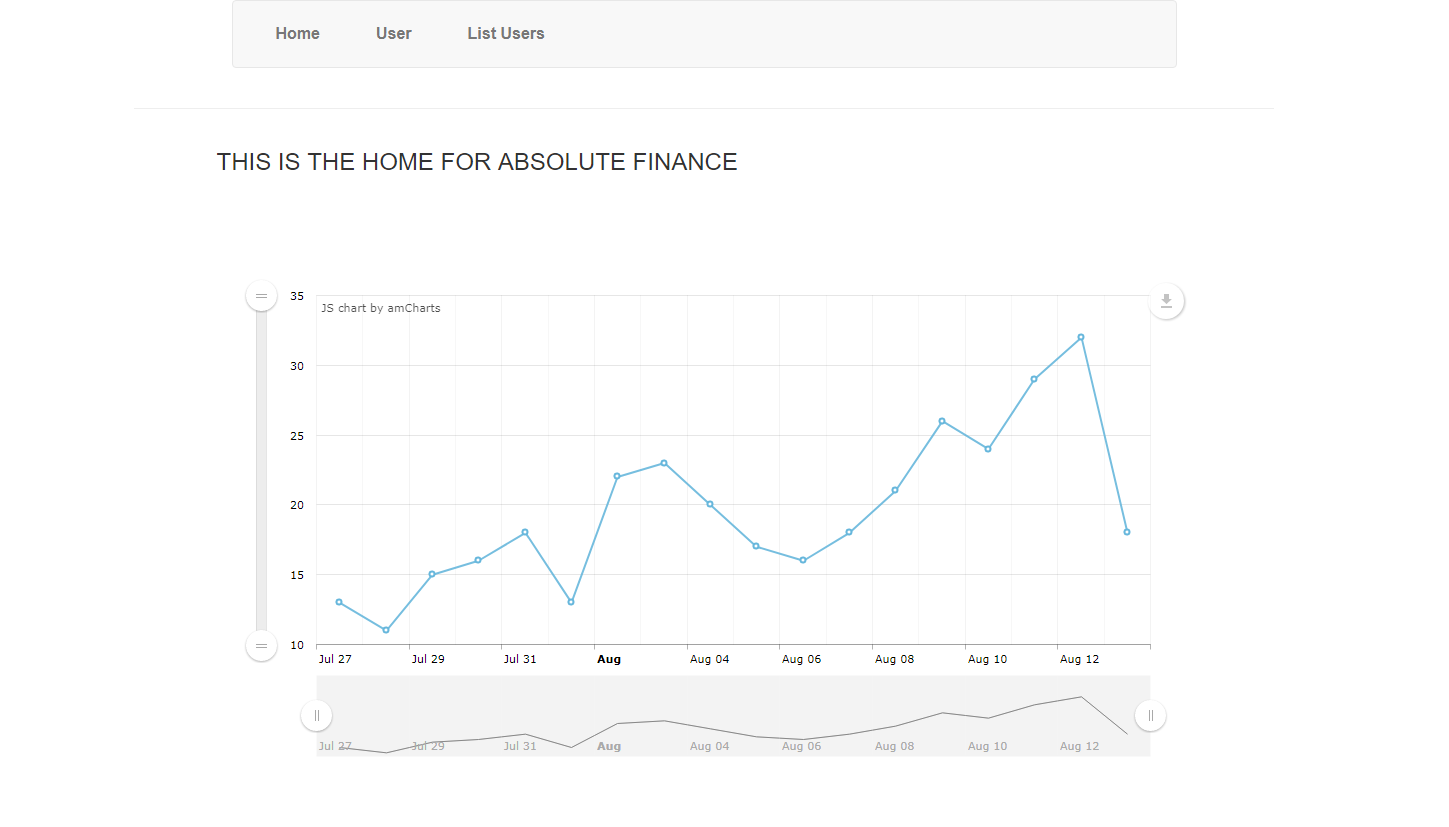 Home User List Users
THIS IS THE HOME FOR ABSOLUTE FINANCE
35
JS chart by amCharts
30
25
20
15
10
Jul 27 Jul 29 Jul 31 Aug Aug 04 Aug 06 Aug 08 Aug 10 Aug 12
Jul 27 Jul 29 Jul 31 Aug Aug 04 Aug 06 Aug 08 Aug 10 Aug 12